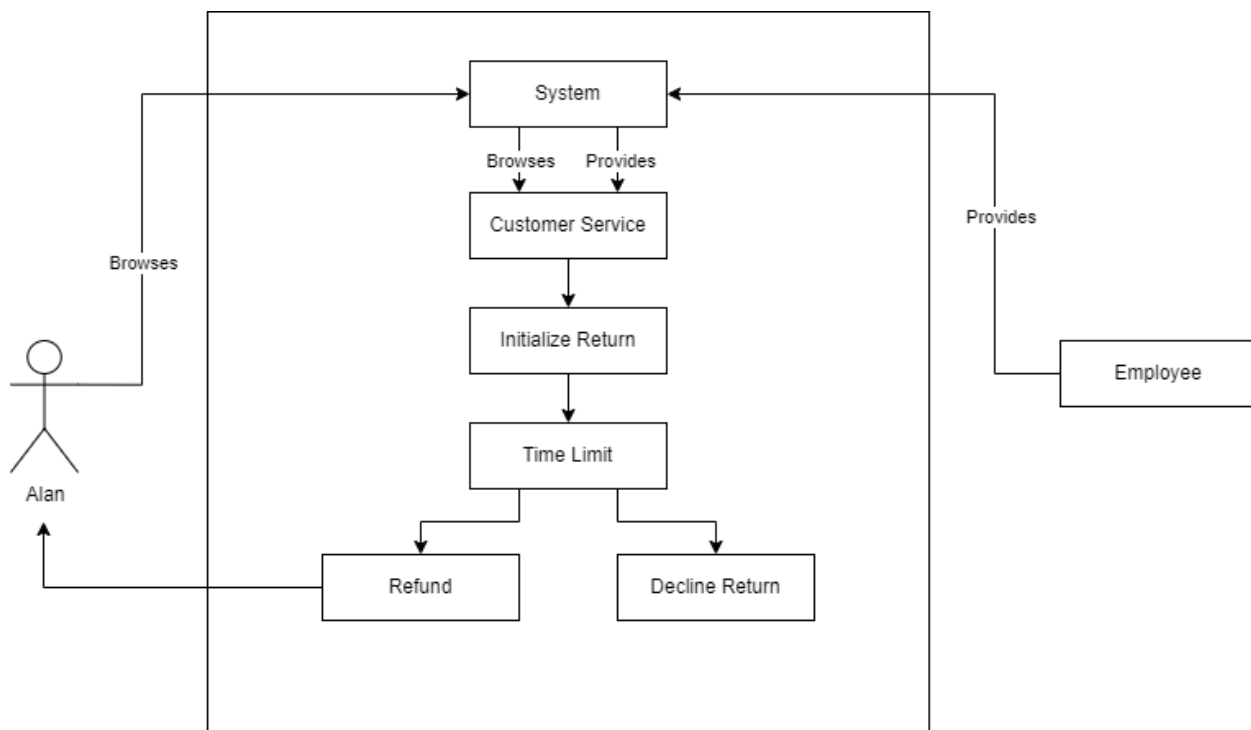 System
Browses
Provides
Customer Service
Provides
Browses
Initialize Return
Employee
Time Limit
Alan
Refund
Decline Return